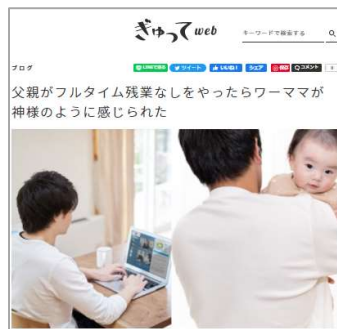 ぎゅって web
キーワードで検索する
ブログ
LINEで送る ツイート いいね! シェア 保存 コメント
父親がフルタイム残業なしをやったらワーママが
神様のように感じられた